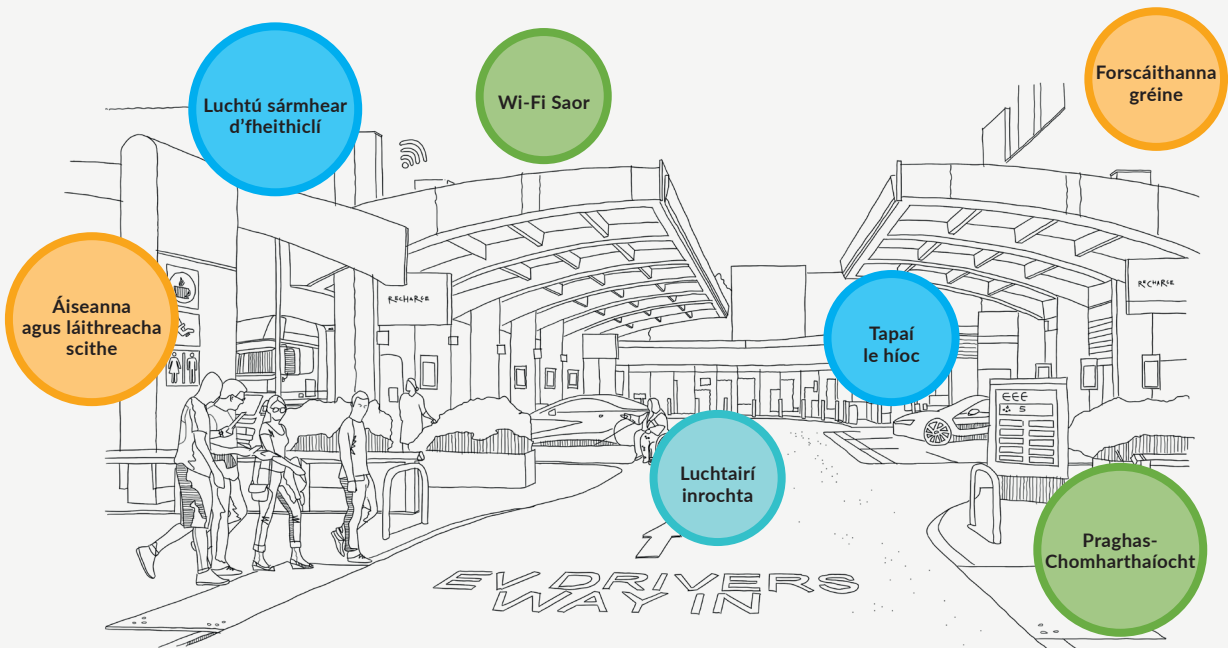 Luchtú sármhear
d'fheithiclí
Wi-Fi Saor
Forscáithanna
gréine
Áiseanna
agus láithreacha
scithe
RECHARGE
RECHARGE
Tapaí
le híoc
€€€
5
Luchtairí
inrochta
Praghas-
Chomharthaíocht
EV DRIVERS
WAY IN